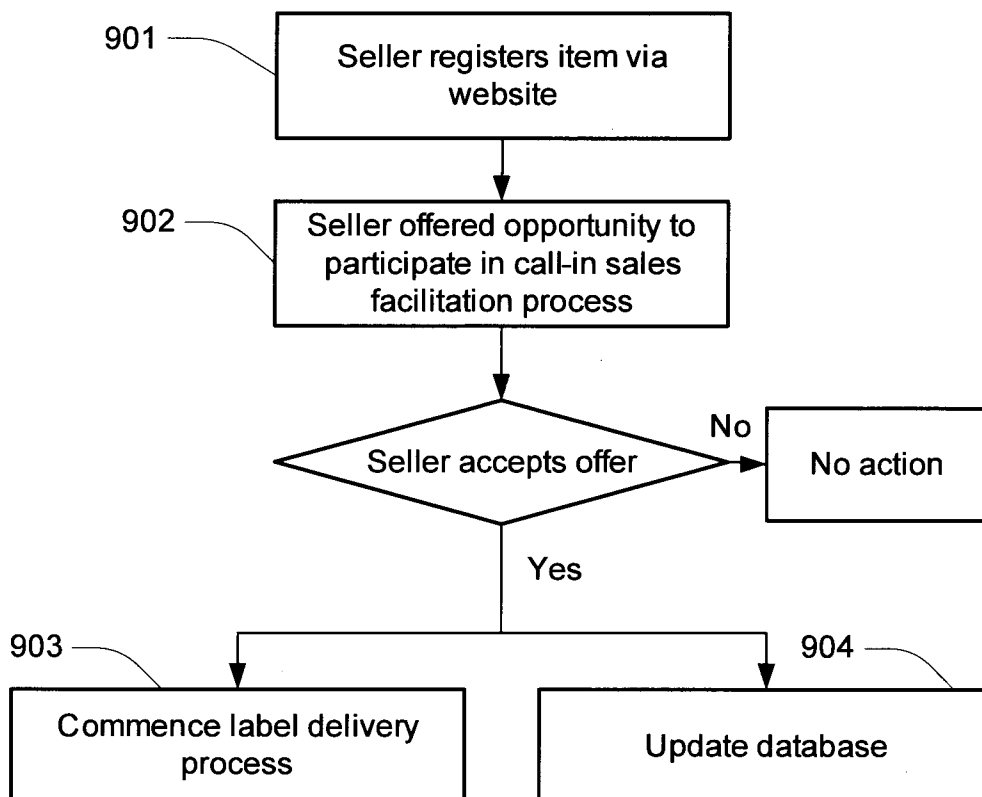 901
Seller registers item via
website
902
Seller offered opportunity to
participate in call-in sales
facilitation process
Seller accepts offer
No
No action
Yes
903
Commence label delivery
process
904
Update database